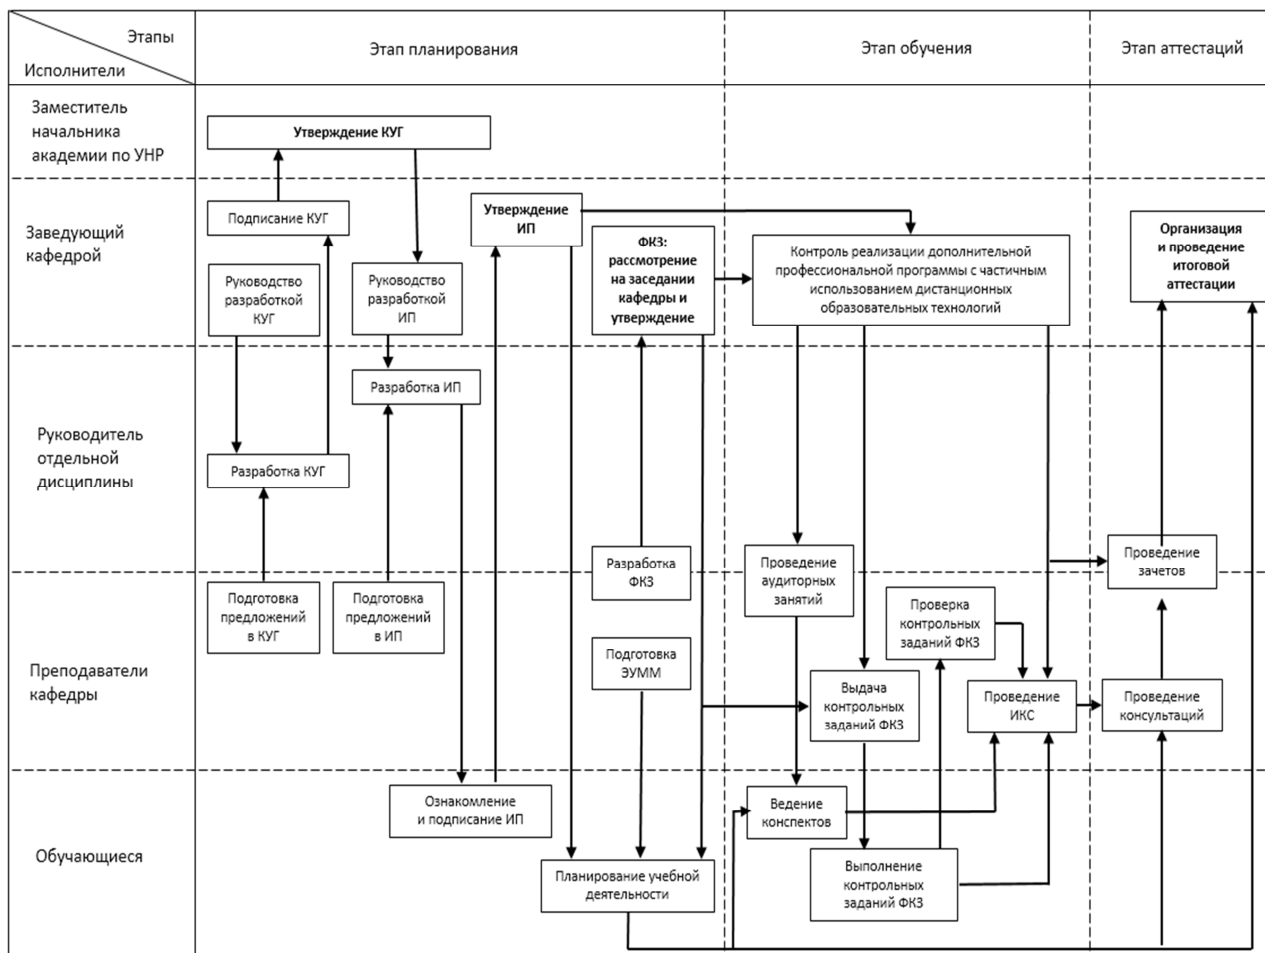 Этапы
Исполнители
Этап планирования
Этап обучения
Этап аттестаций
Заместитель
начальника
академии по УНР
Утверждение КУГ
Заведующий
кафедрой
Подписание КУГ
Руководство
разработкой
КУГ
Руководство
разработкой
ИП
Утверждение
ИП
ФКЗ:
рассмотрение
на заседании
кафедры и
утверждение
Контроль реализации дополнительной
профессиональной программы с частичным
использованием дистанционных
образовательных технологий
Организация
и проведение
итоговой
аттестации
Руководитель
отдельной
дисциплины
Разработка ИП
Разработка КУГ
Разработка
ФКЗ
Проведение
аудиторных
занятий
Проведение
зачетов
Преподаватели
кафедры
Подготовка
предложений
в КУГ
Подготовка
предложений
в ИП
Подготовка
ЭУММ
Проверка
контрольных
заданий ФКЗ
Выдача
контрольных
заданий ФКЗ
Проведение
ИКС
Проведение
консультаций
Обучающиеся
Ознакомление
и подписание ИП
Планирование учебной
деятельности
Ведение
конспектов
Выполнение
контрольных
заданий ФКЗ